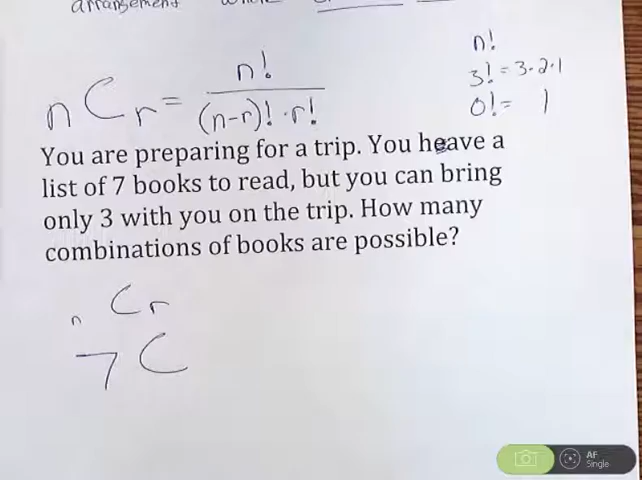 arrangement
nCr = n! / (n-r)! · r!
n!
3! = 3·2·1
0! = 1
You are preparing for a trip. You heave a
list of 7 books to read, but you can bring
only 3 with you on the trip. How many
combinations of books are possible?
n C r
7 C
AF
Single